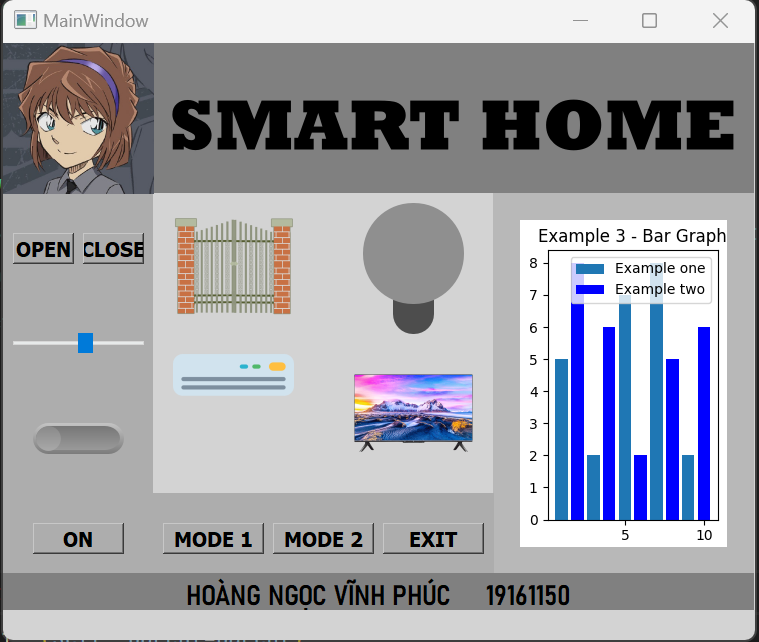 MainWindow
SMART HOME
OPEN CLOSE
Example 3 - Bar Graph
Example one
Example two
8
7
6
5
4
3
2
1
0
5 10
ON MODE 1 MODE 2 EXIT
HOÀNG NGỌC VĨNH PHÚC 19161150